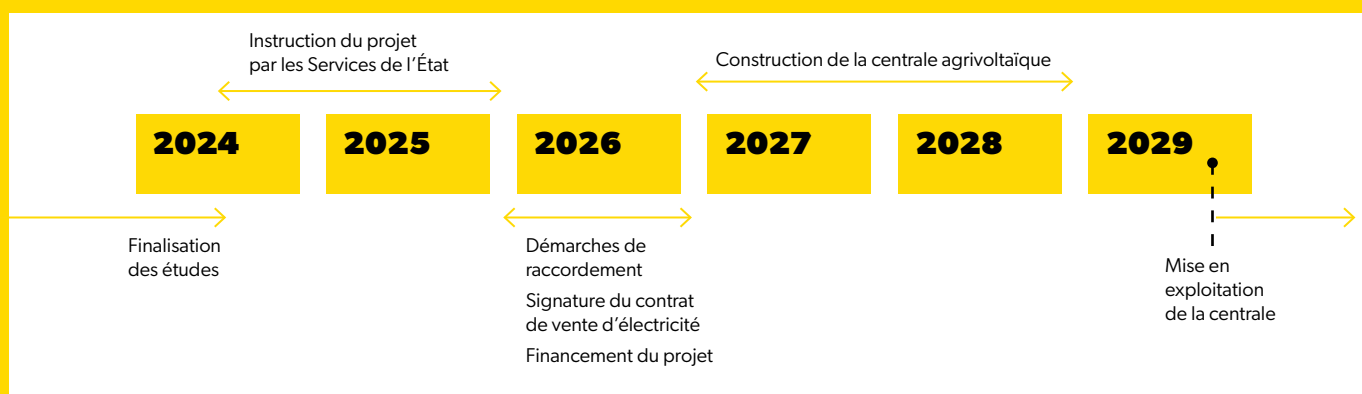 Instruction du projet
par les Services de l’État
Construction de la centrale agrivoltaïque
2024
2025
2026
2027
2028
2029
Finalisation
des études
Démarches de
raccordement
Signature du contrat
de vente d’électricité
Financement du projet
Mise en
exploitation
de la centrale